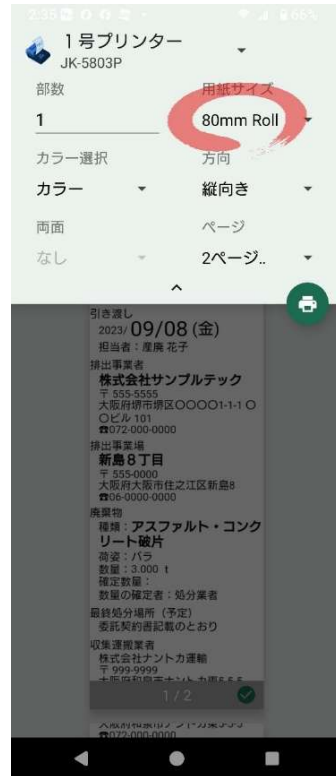 2:35
66%
1号プリンター
JK-5803P
部数
用紙サイズ
1
80mm Roll
カラー選択
方向
カラー
縦向き
両面
ページ
なし
2ページ..
引き渡し
2023/ 09/08 (金)
担当者：産廃 花子
排出事業者
株式会社サンプルテック
〒 555-5555
大阪府堺市堺区〇〇〇〇1-1-1 〇
〇ビル 101
☎072-000-0000
排出事業場
新島8丁目
〒 555-0000
大阪府大阪市住之江区新島8
☎06-0000-0000
廃棄物
種類：アスファルト・コンク
リート破片
荷姿：バラ
数量：3.000 t
確定数量：
数量の確定者：処分業者
最終処分場所（予定）
委託契約書記載のとおり
収集運搬業者
株式会社ナントカ運輸
〒 999-9999
1 / 2
☎072-000-0000